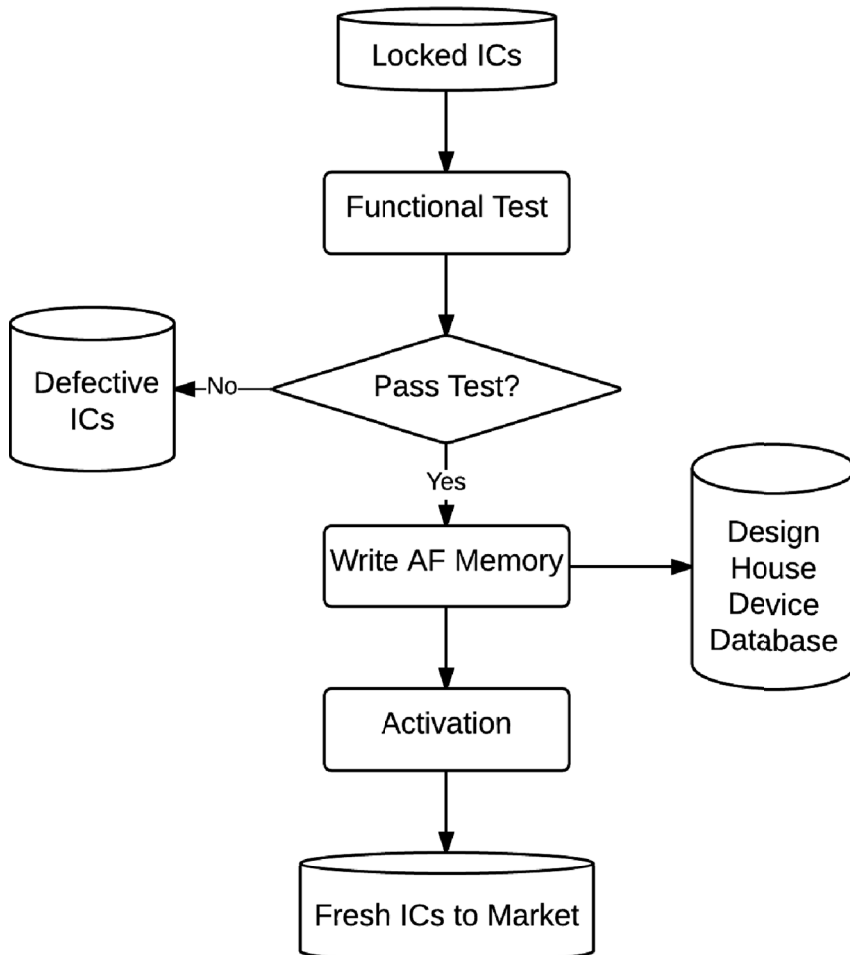 Locked ICs
Functional Test
Pass Test?
No
Defective
ICs
Yes
Write AF Memory
Design
House
Device
Database
Activation
Fresh ICs to Market